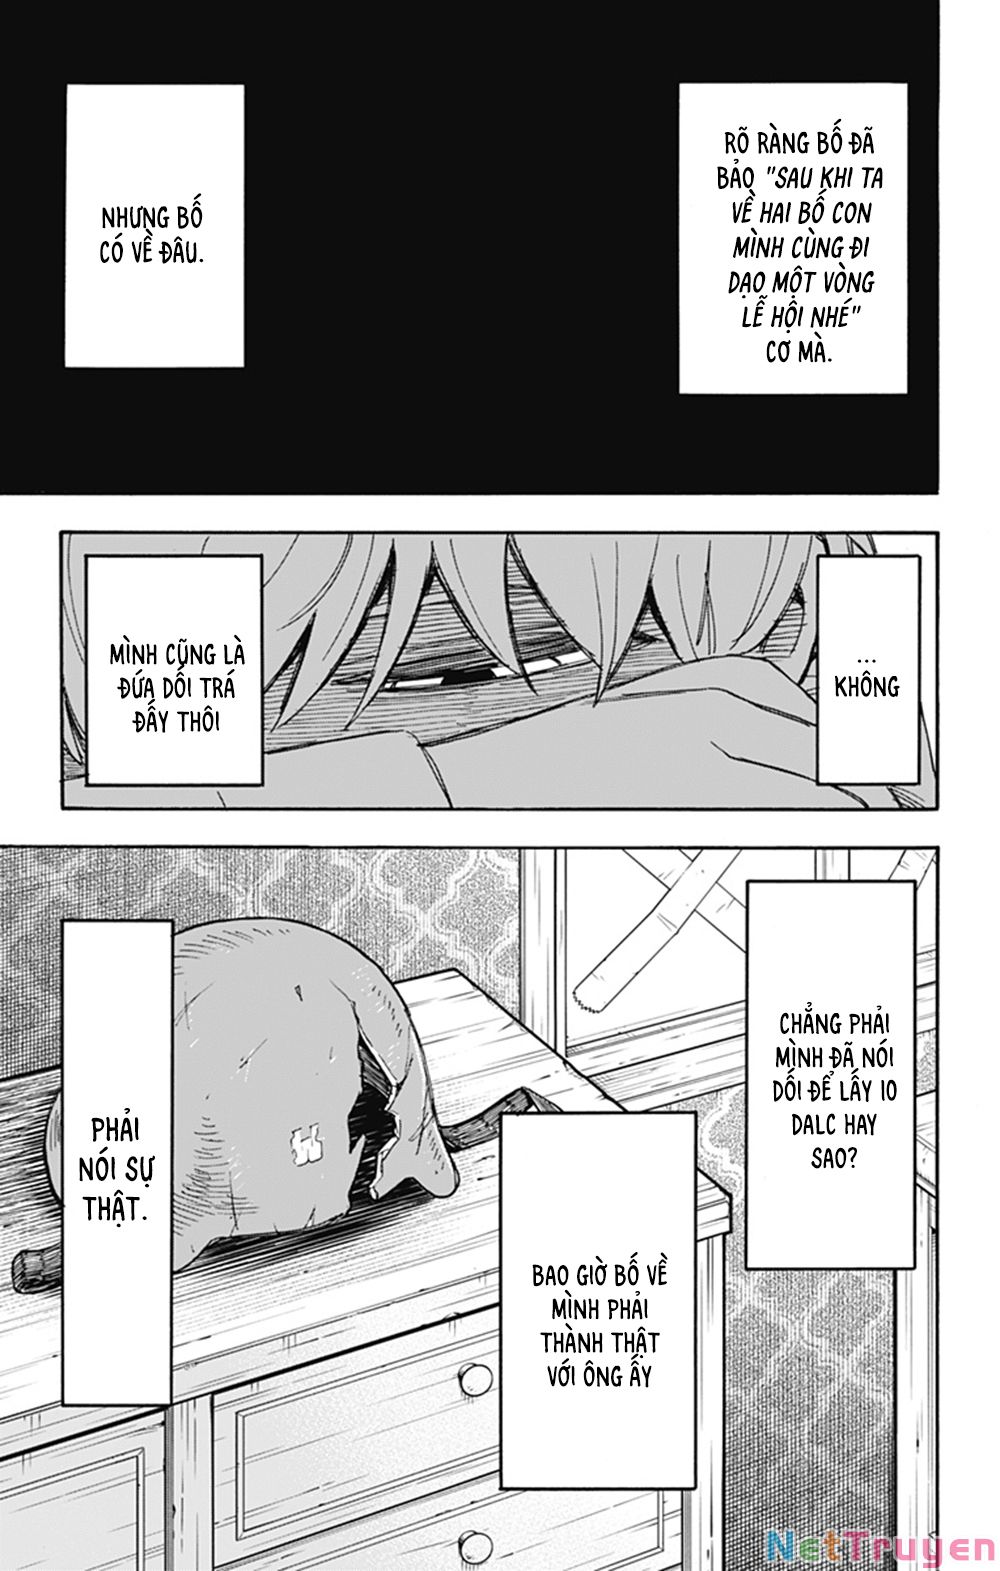 RÕ RÀNG BỐ ĐÃ
BẢO "SAU KHI TA
VỀ HAI BỐ CON
MÌNH CÙNG ĐI
DẠO MỘT VÒNG
LỄ HỘI NHÉ"
CƠ MÀ.
NHƯNG BỐ
CÓ VỀ ĐÂU.
...
KHÔNG
MÌNH CŨNG LÀ
ĐỨA DỐI TRÁ
ĐẤY THÔI
CHẲNG PHẢI
MÌNH ĐÃ NÓI
DỐI ĐỂ LẤY 10
DALC HAY
SAO?
BAO GIỜ BỐ VỀ
MÌNH PHẢI
THÀNH THẬT
VỚI ÔNG ẤY
PHẢI
NÓI SỰ
THẬT.
NetTruyen